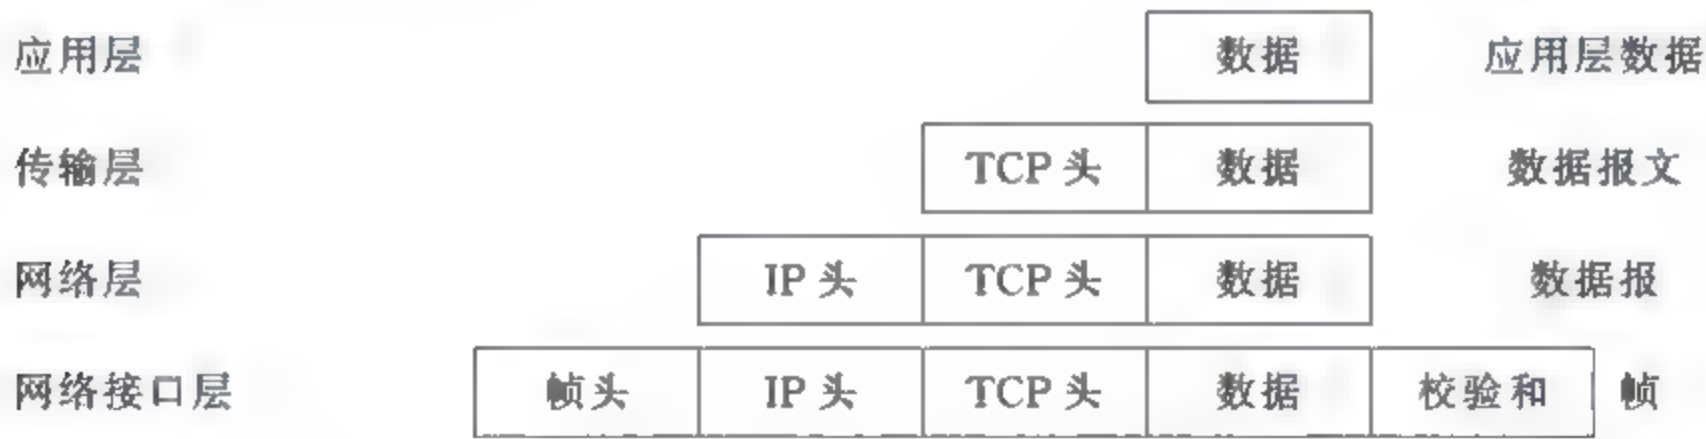 应用层 数据 应用层数据
传输层 TCP 头 数据 数据报文
网络层 IP 头 TCP 头 数据 数据报
网络接口层 帧头 IP 头 TCP 头 数据 校验和 帧